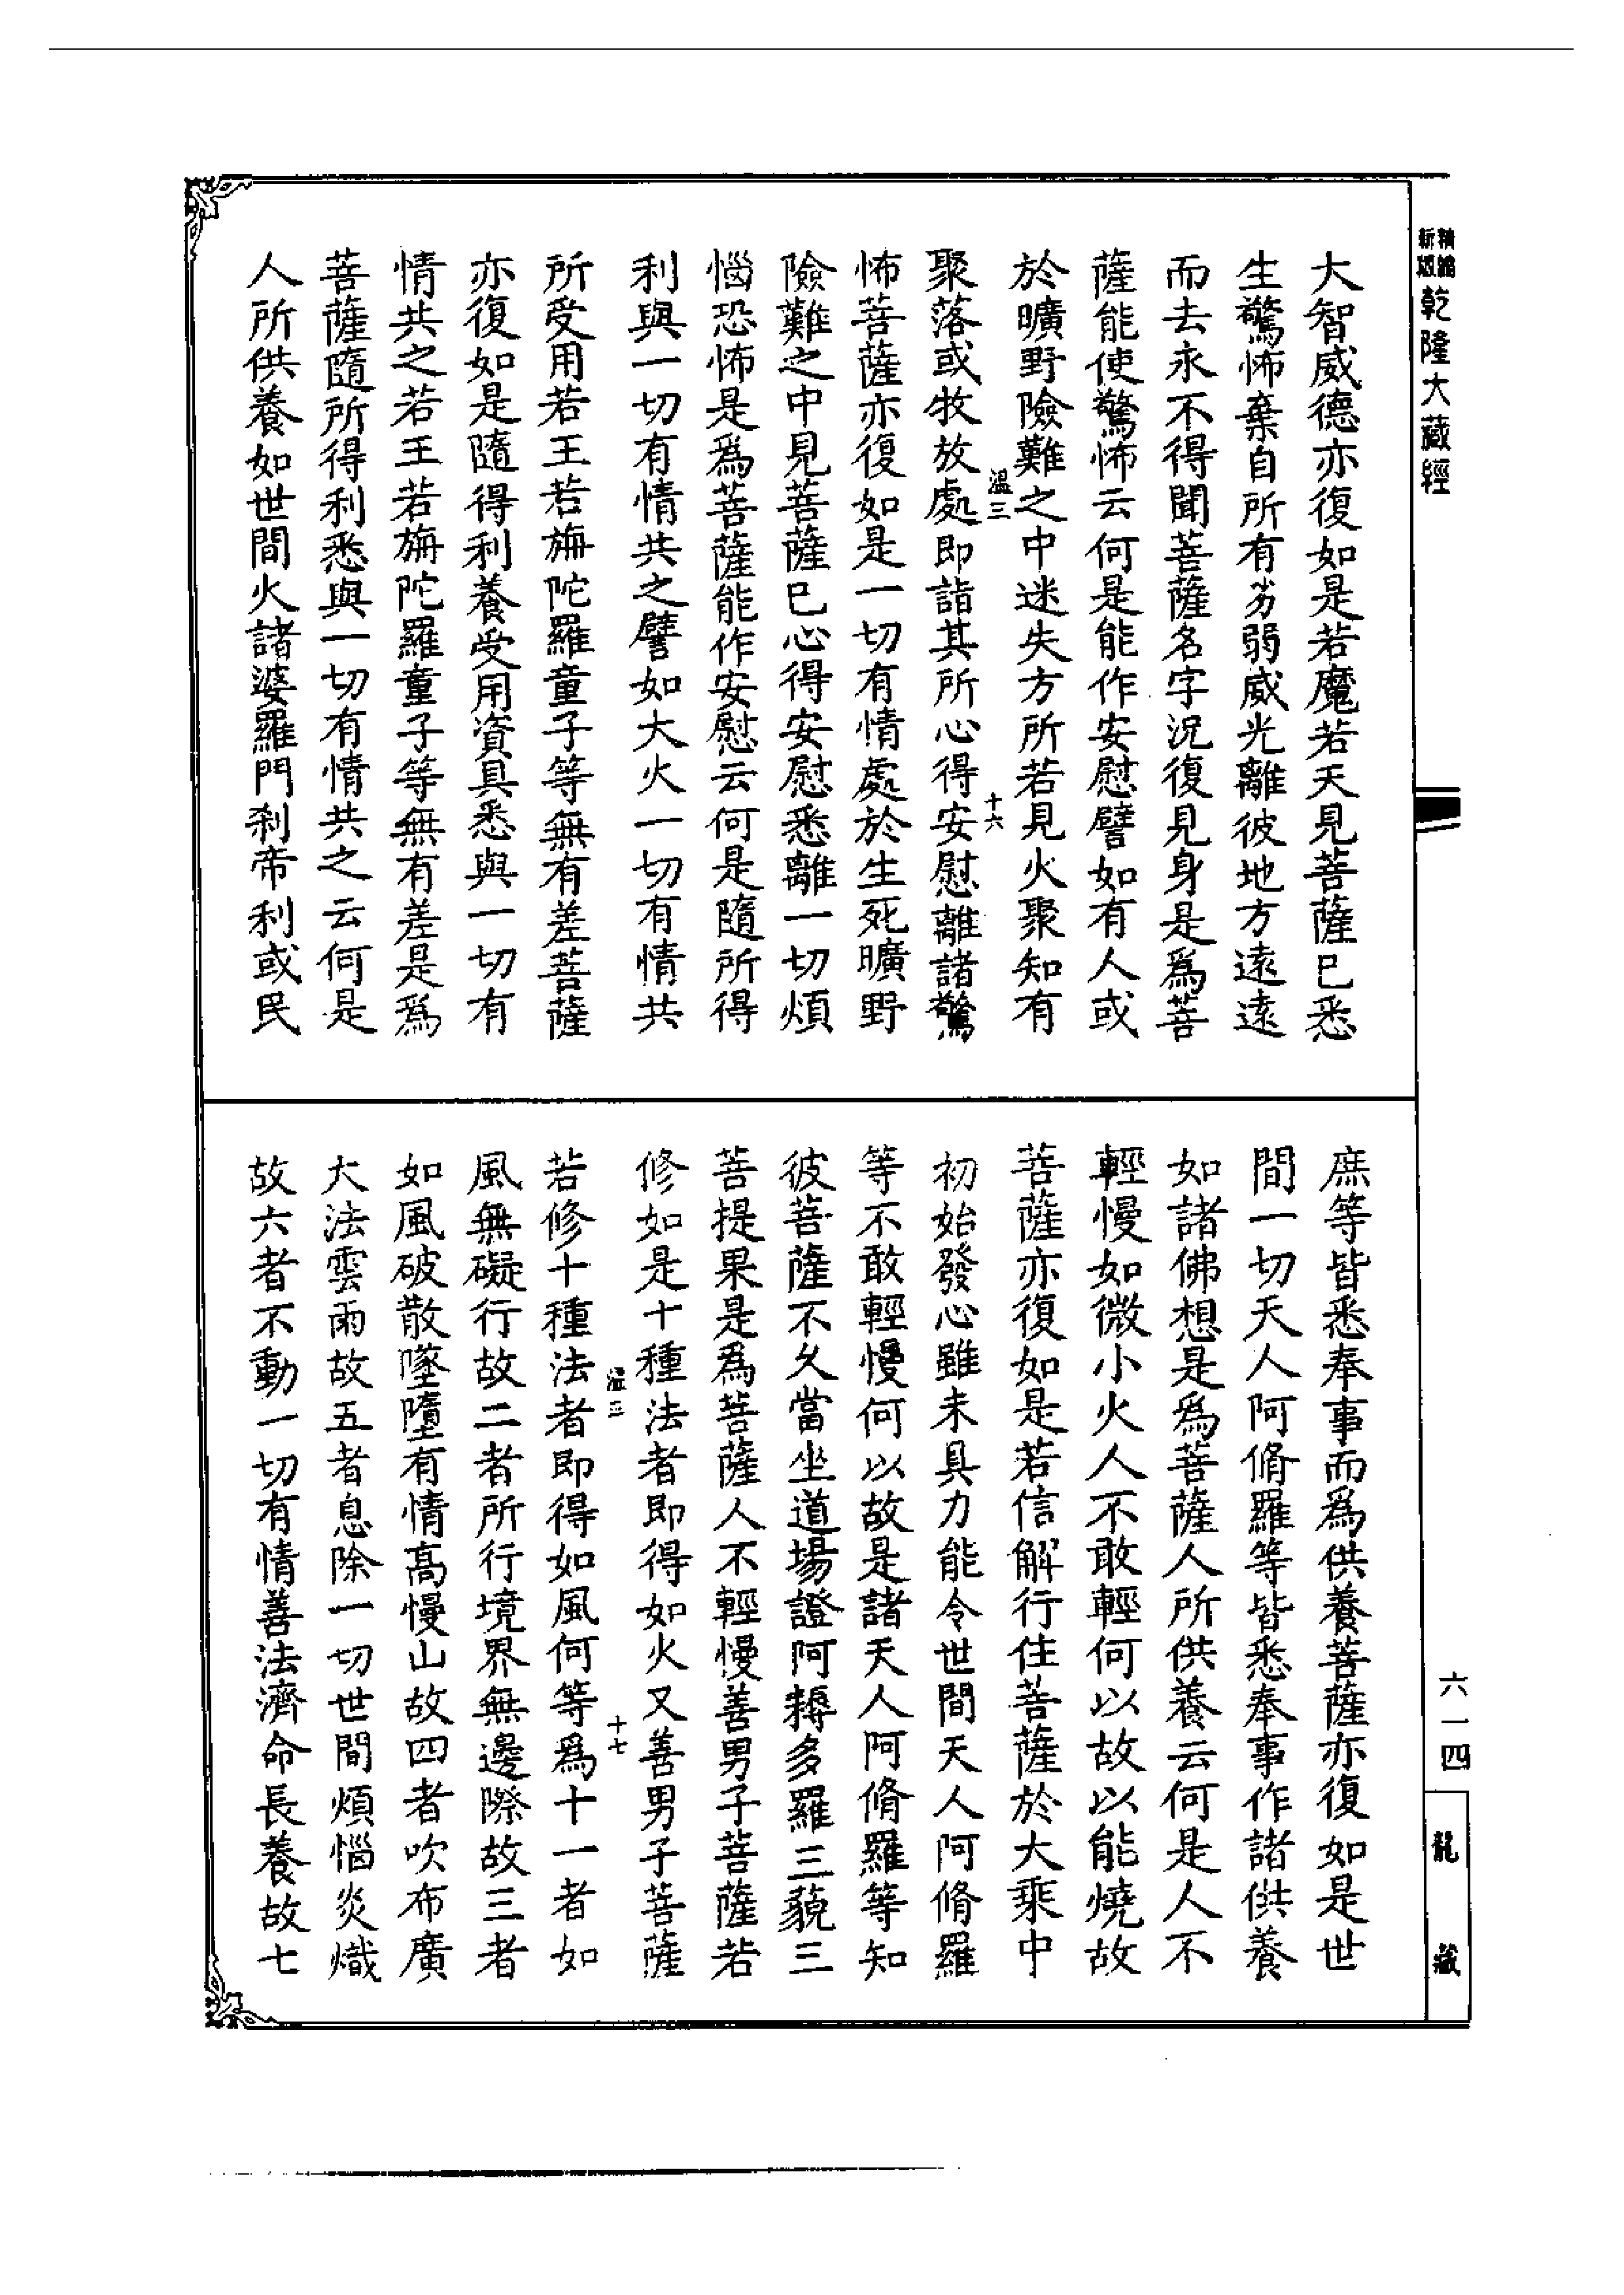 精縮
新版
乾隆大藏經
大智威德亦復如是若魔若天見菩薩已悉
生驚怖棄自所有劣弱威光離彼地方遠遠
而去永不得聞菩薩名字況復見身是爲菩
薩能使驚怖云何是能作安慰譬如有人或
於曠野險難之中迷失方所若見火聚知有
溫三
十六
聚落或牧放處即詣其所心得安慰離諸驚
怖菩薩亦復如是一切有情處於生死曠野
險難之中見菩薩已心得安慰悉離一切煩
惱恐怖是爲菩薩能作安慰云何是隨所得
利與一切有情共之譬如大火一切有情共
所受用若王若旃陀羅童子等無有差菩薩
亦復如是隨得利養受用資具悉與一切有
情共之若王若旃陀羅童子等無有差是爲
菩薩隨所得利悉與一切有情共之云何是
人所供養如世間火諸婆羅門刹帝利或民
庶等皆悉奉事而爲供養菩薩亦復如是世
間一切天人阿脩羅等皆悉奉事作諸供養
如諸佛想是爲菩薩人所供養云何是人不
輕慢如微小火人不敢輕何以故以能燒故
菩薩亦復如是若信解行住菩薩於大乘中
初始發心雖未具力能令世間天人阿脩羅
等不敢輕慢何以故是諸天人阿脩羅等知
彼菩薩不久當坐道場證阿耨多羅三藐三
菩提果是爲菩薩人不輕慢善男子菩薩若
修如是十種法者即得如火又善男子菩薩
溫三
十七
若修十種法者即得如風何等爲十一者如
風無礙行故二者所行境界無邊際故三者
如風破散墜墮有情高慢山故四者吹布廣
大法雲雨故五者息除一切世間煩惱炎熾
故六者不動一切有情善法濟命長養故七
六一四
龍藏